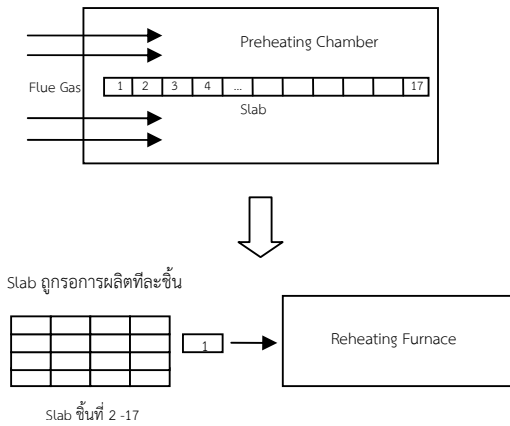 Preheating Chamber
Flue Gas
1 2 3 4 ... 17
Slab
Slab ถูกรอการผลิตทีละชิ้น
1
Reheating Furnace
Slab ชิ้นที่ 2 -17